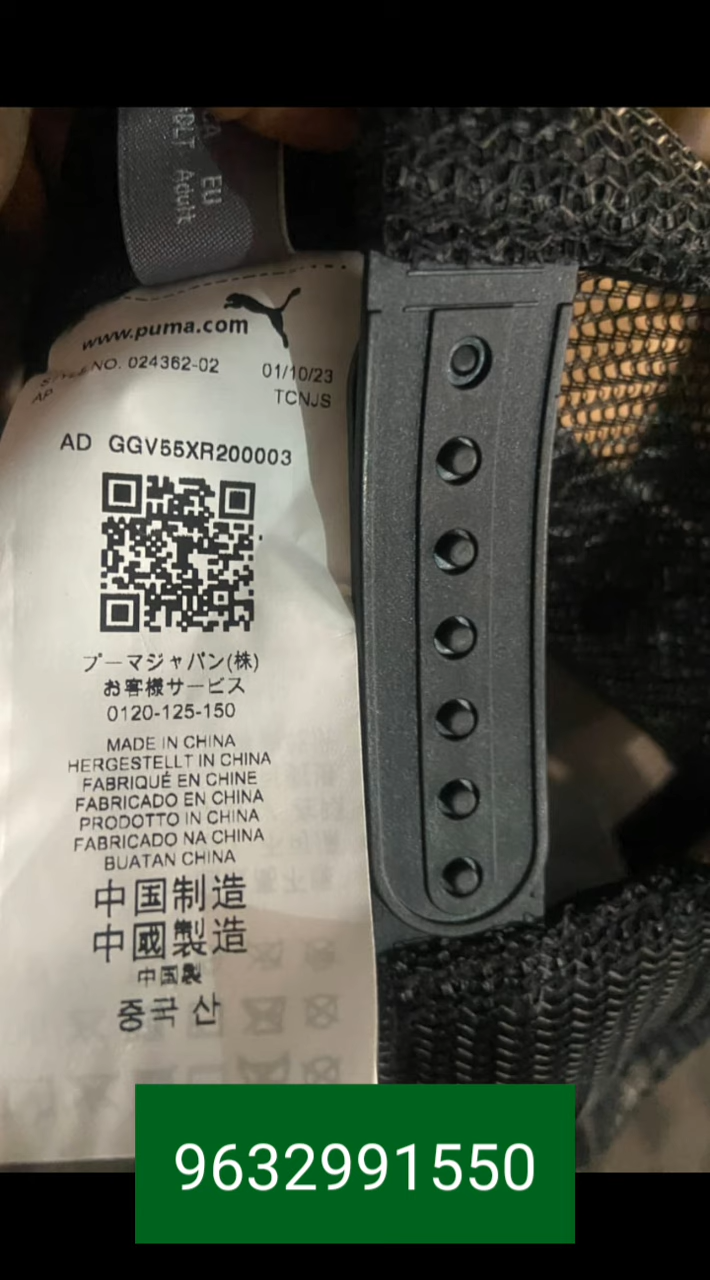 CA EU
ADLT Adult
www.puma.com
STYLE NO. 024362-02 01/10/23
AP TCNJS
AD GGV55XR200003
プーマジャパン(株)
お客様サービス
0120-125-150
MADE IN CHINA
HERGESTELLT IN CHINA
FABRIQUÉ EN CHINE
FABRICADO EN CHINA
PRODOTTO IN CHINA
FABRICADO NA CHINA
BUATAN CHINA
中国制造
中國製造
中国製
중국산
9632991550